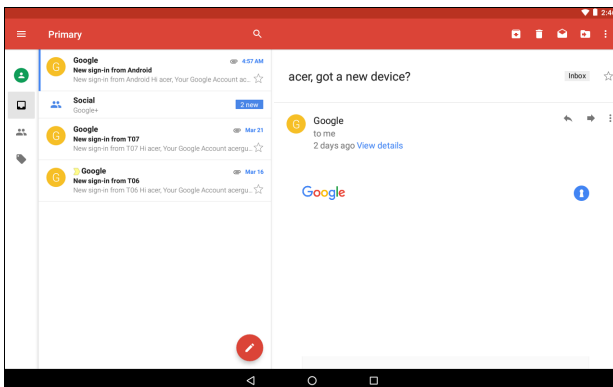 2:4
Primary
Google 4:57 AM
New sign-in from Android
New sign-in from Android Hi acer, Your Google Account ac..
Social 2 new
Google+
Google Mar 21
New sign-in from T07
New sign-in from T07 Hi acer, Your Google Account acergu..
Google Mar 16
New sign-in from T06
New sign-in from T06 Hi acer, Your Google Account acergu..
acer, got a new device? Inbox
G Google
to me
2 days ago View details
Google